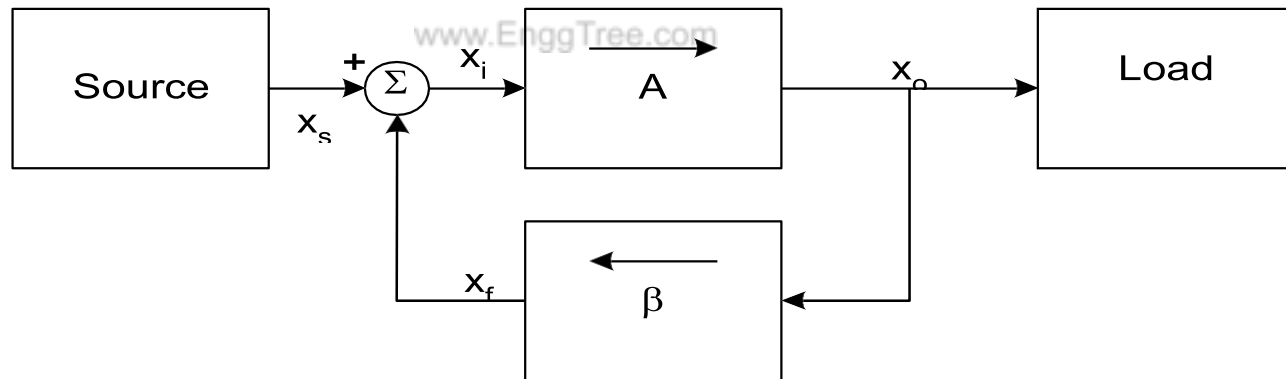 www.EnggTree.com
Source
+
Σ
x_s
x_i
A
x_o
Load
x_f
β